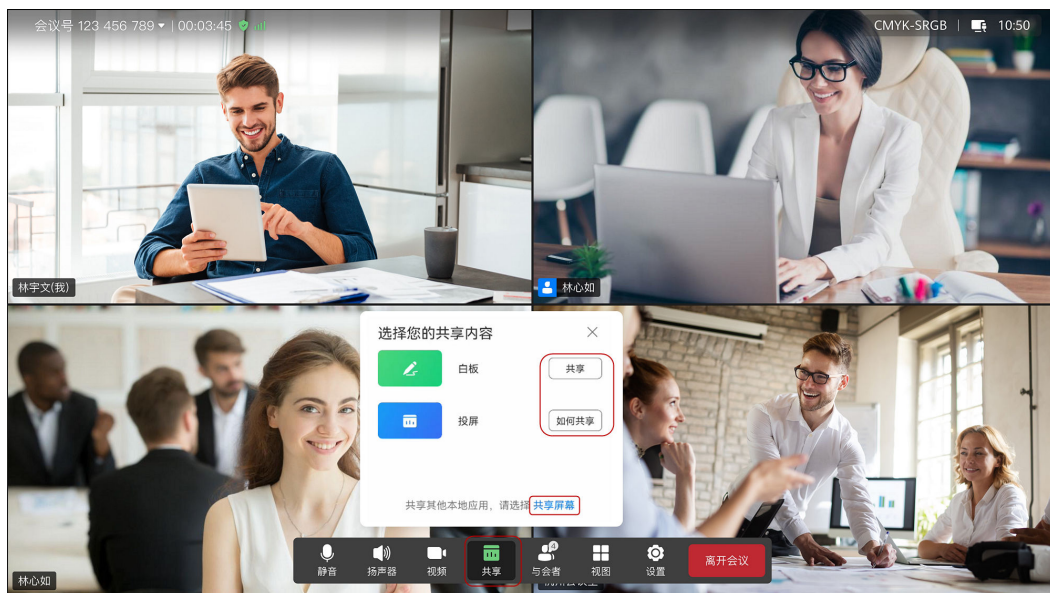 会议号 123 456 789 | 00:03:45
CMYK-SRGB | 10:50
林宇文(我)
林心如
选择您的共享内容
白板
共享
投屏
如何共享
共享其他本地应用，请选择 共享屏幕
静音
扬声器
视频
共享
4
与会者
视图
设置
离开会议
林心如